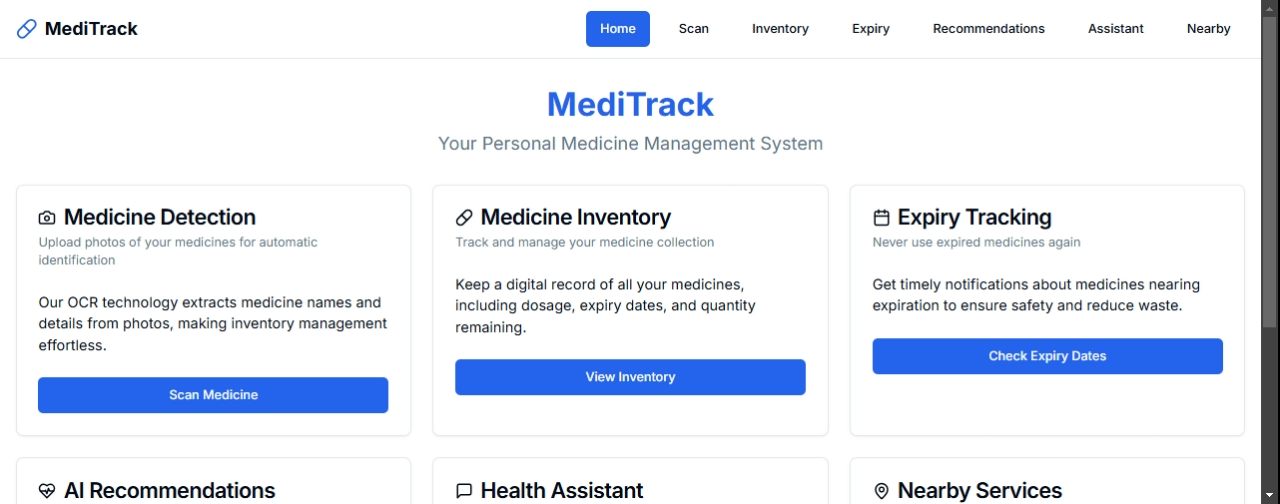 MediTrack
Home
Scan
Inventory
Expiry
Recommendations
Assistant
Nearby
MediTrack
Your Personal Medicine Management System
Medicine Detection
Upload photos of your medicines for automatic
identification
Our OCR technology extracts medicine names and
details from photos, making inventory management
effortless.
Scan Medicine
Medicine Inventory
Track and manage your medicine collection
Keep a digital record of all your medicines,
including dosage, expiry dates, and quantity
remaining.
View Inventory
Expiry Tracking
Never use expired medicines again
Get timely notifications about medicines nearing
expiration to ensure safety and reduce waste.
Check Expiry Dates
AI Recommendations
Health Assistant
Nearby Services